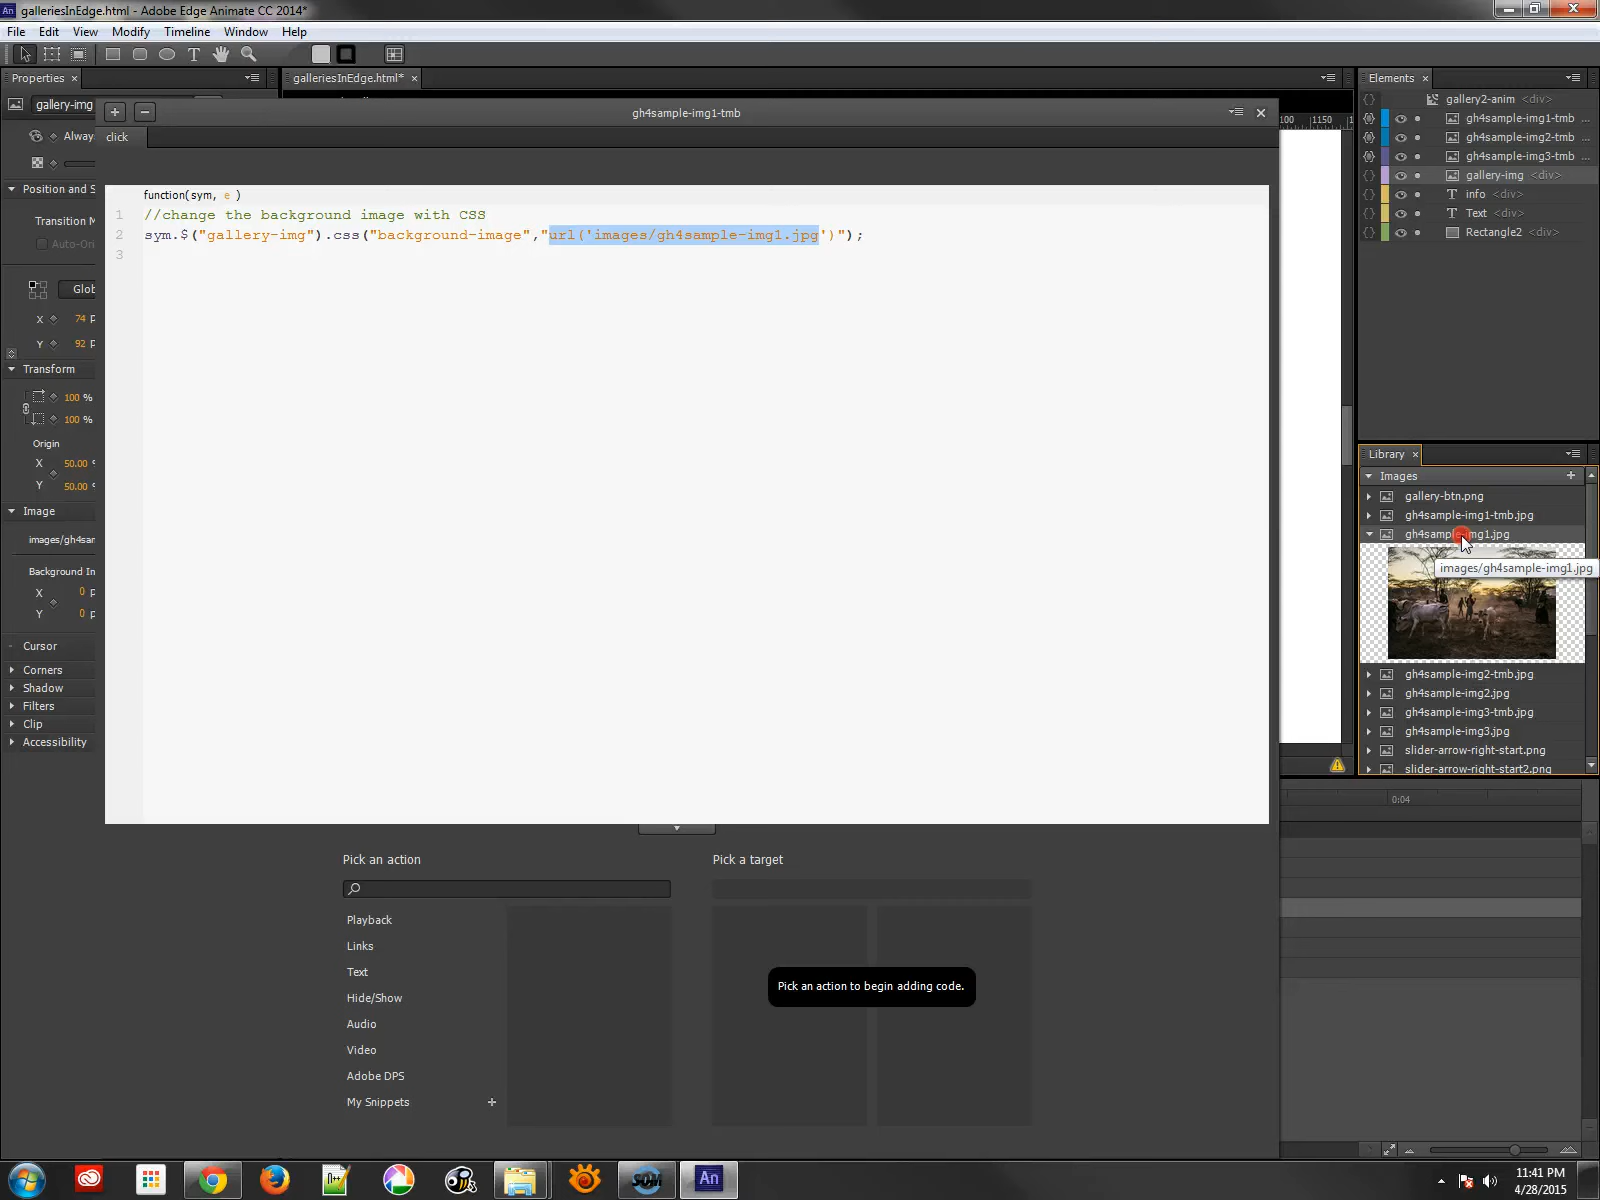 An galleriesInEdge.html - Adobe Edge Animate CC 2014*
File Edit View Modify Timeline Window Help
T
Properties ×
galleriesInEdge.html* ×
Elements ×
gallery-img
gh4sample-img1-tmb
click
100 1150
Alway
Position and S
Transition M
Auto-Ori
Glob
X 74 p
Y 92 p
Transform
100 %
100 %
Origin
X 50.00
Y 50.00
Image
images/gh4sam
Background In
X 0 p
Y 0 p
Cursor
Corners
Shadow
Filters
Clip
Accessibility
function(sym, e )
1 //change the background image with CSS
2 sym.$("gallery-img").css("background-image","url('images/gh4sample-img1.jpg')");
3
gallery2-anim <div>
gh4sample-img1-tmb ...
gh4sample-img2-tmb ...
gh4sample-img3-tmb ...
gallery-img <div>
T info <div>
T Text <div>
Rectangle2 <div>
Library ×
Images +
gallery-btn.png
gh4sample-img1-tmb.jpg
gh4sample-img1.jpg
images/gh4sample-img1.jpg
gh4sample-img2-tmb.jpg
gh4sample-img2.jpg
gh4sample-img3-tmb.jpg
gh4sample-img3.jpg
slider-arrow-right-start.png
slider-arrow-right-start2.png
0:04
Pick an action
Pick a target
Playback
Links
Text
Hide/Show
Audio
Video
Adobe DPS
My Snippets +
Pick an action to begin adding code.
An
11:41 PM
4/28/2015